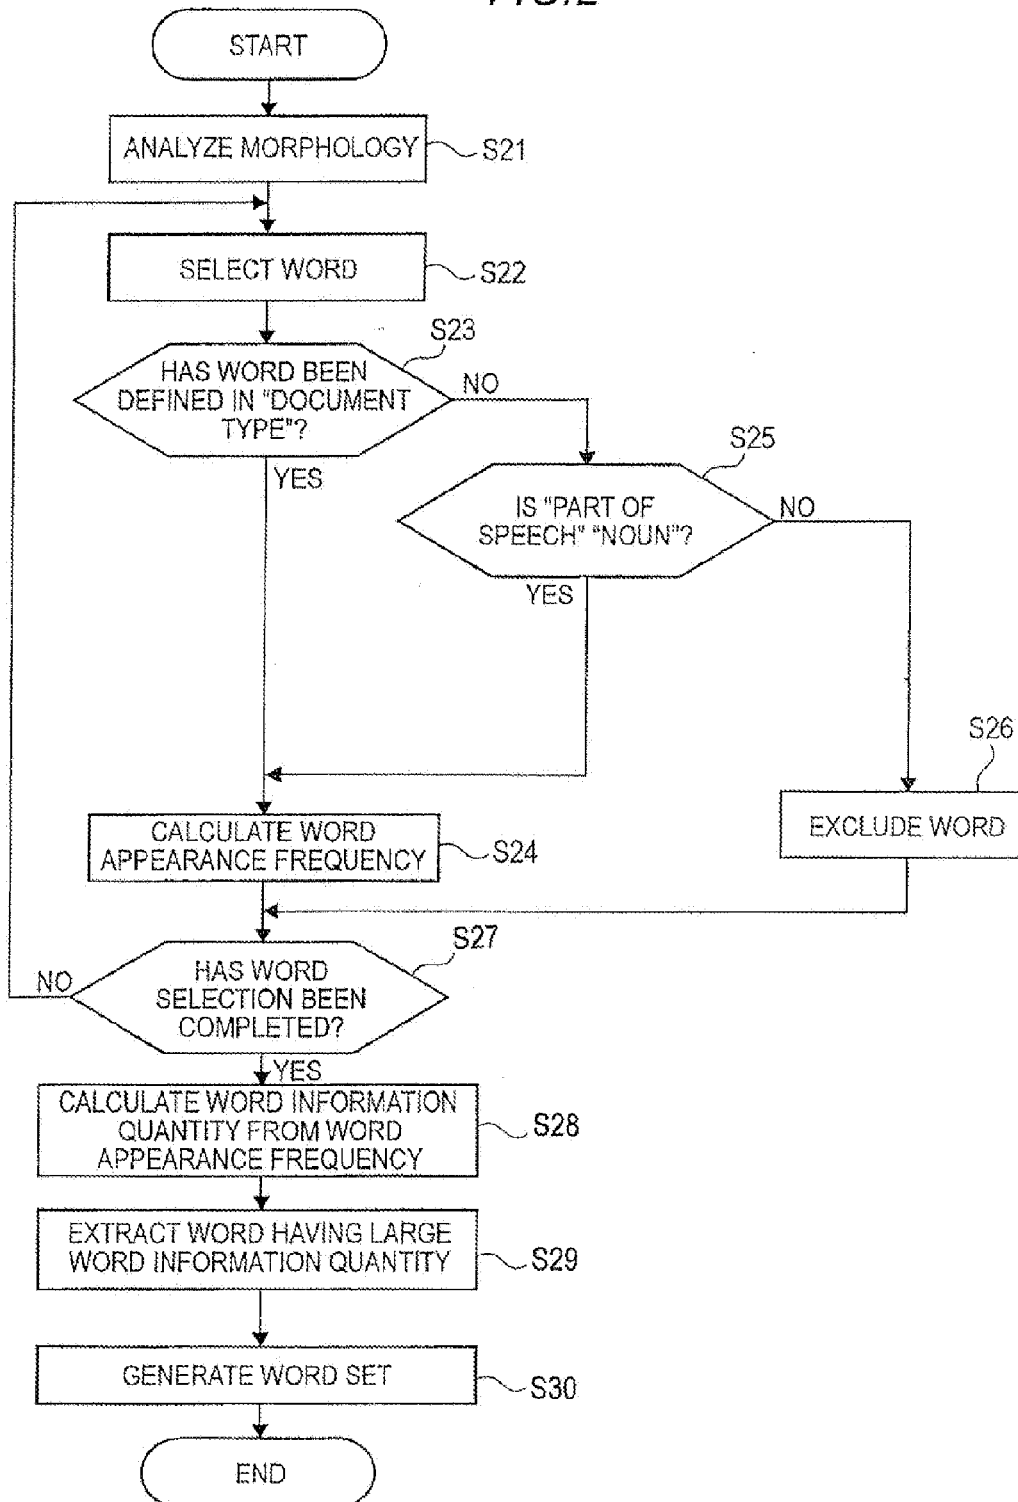 FIG.2
START
ANALYZE MORPHOLOGY
S21
SELECT WORD
S22
S23
HAS WORD BEEN
DEFINED IN "DOCUMENT
TYPE"?
NO
YES
S25
IS "PART OF
SPEECH" "NOUN"?
NO
YES
S26
EXCLUDE WORD
CALCULATE WORD
APPEARANCE FREQUENCY
S24
S27
HAS WORD
SELECTION BEEN
COMPLETED?
NO
YES
CALCULATE WORD INFORMATION
QUANTITY FROM WORD
APPEARANCE FREQUENCY
S28
EXTRACT WORD HAVING LARGE
WORD INFORMATION QUANTITY
S29
GENERATE WORD SET
S30
END